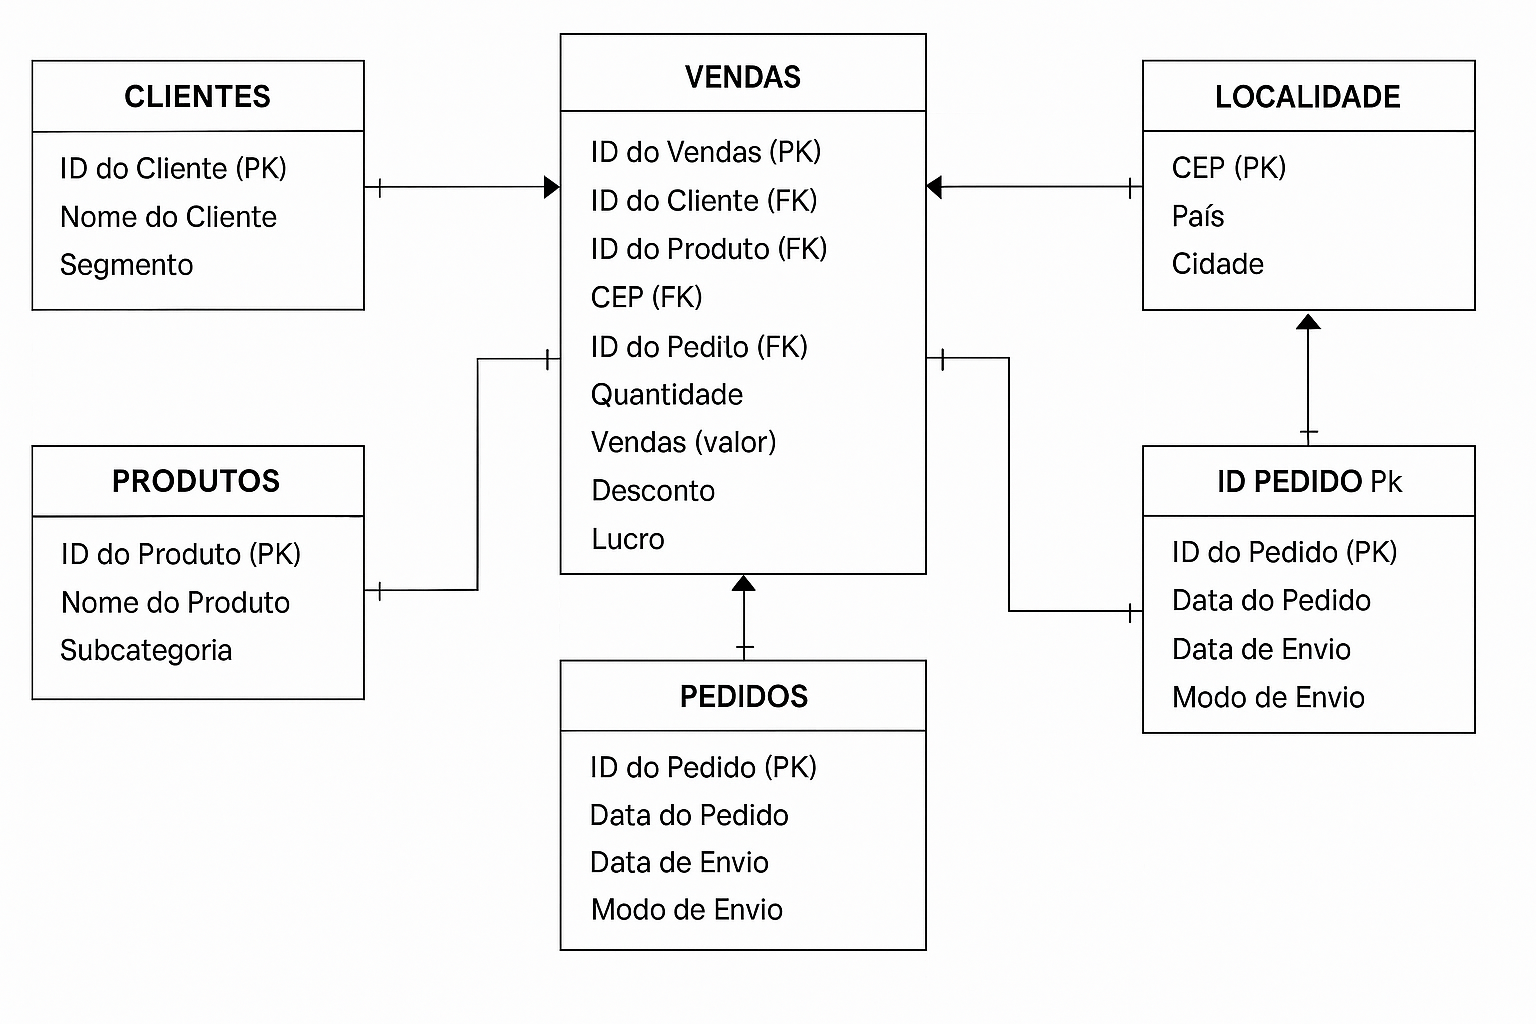 CLIENTES
ID do Cliente (PK)
Nome do Cliente
Segmento
VENDAS
ID do Vendas (PK)
ID do Cliente (FK)
ID do Produto (FK)
CEP (FK)
ID do Pedilo (FK)
Quantidade
Vendas (valor)
Desconto
Lucro
LOCALIDADE
CEP (PK)
País
Cidade
PRODUTOS
ID do Produto (PK)
Nome do Produto
Subcategoria
PEDIDOS
ID do Pedido (PK)
Data do Pedido
Data de Envio
Modo de Envio
ID PEDIDO Pk
ID do Pedido (PK)
Data do Pedido
Data de Envio
Modo de Envio